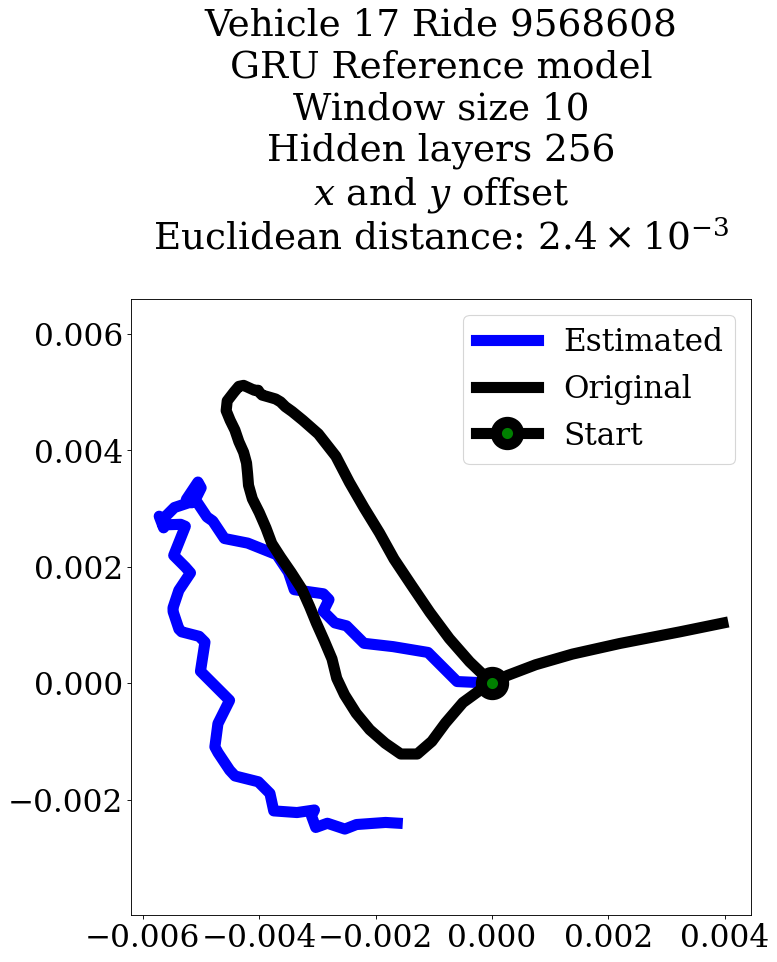 Vehicle 17 Ride 9568608
GRU Reference model
Window size 10
Hidden layers 256
x and y offset
Euclidean distance: 2.4 × 10⁻³
Estimated
Original
Start
0.006
0.004
0.002
0.000
−0.002
−0.006 −0.004 −0.002 0.000 0.002 0.004